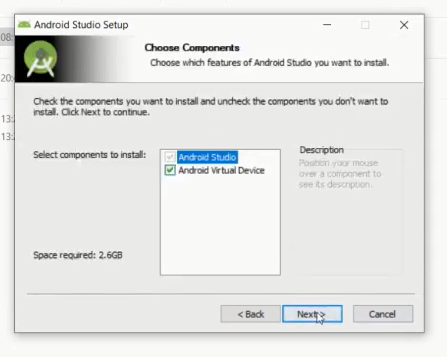 Android Studio Setup
Choose Components
Choose which features of Android Studio you want to install.
Check the components you want to install and uncheck the components you don't want to
install. Click Next to continue.
Select components to install:
Android Studio
Android Virtual Device
Description
Position your mouse
over a component to
see its description.
Space required: 2.6GB
< Back
Next >
Cancel